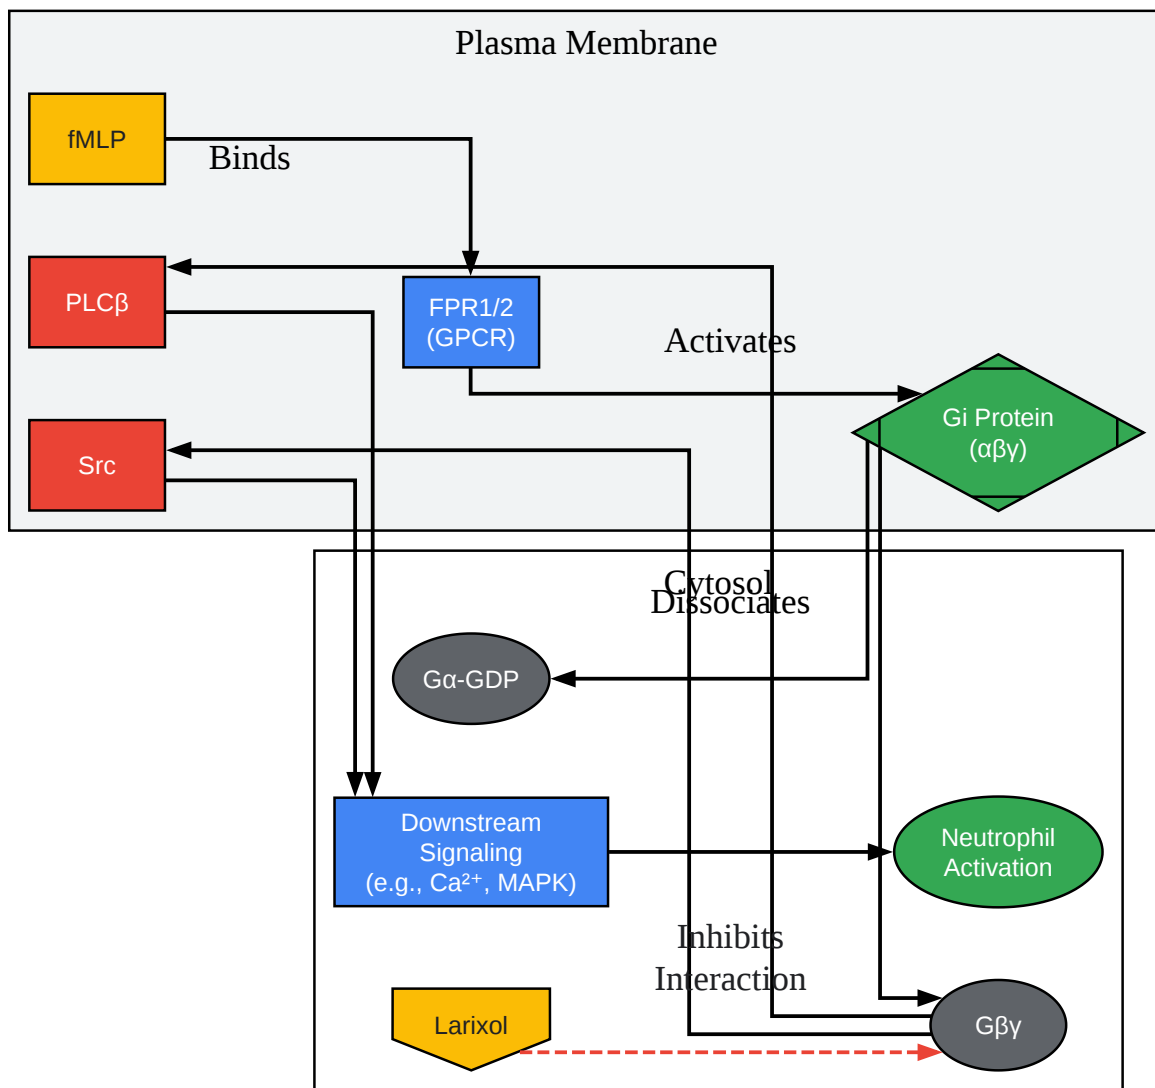 Plasma Membrane
fMLP
Binds
PLCβ
FPR1/2
(GPCR)
Activates
Src
Gi Protein
(αβγ)
Cytosol
Dissociates
Gα-GDP
Downstream
Signaling
(e.g., Ca²⁺, MAPK)
Neutrophil
Activation
Inhibits
Interaction
Larixol
Gβγ